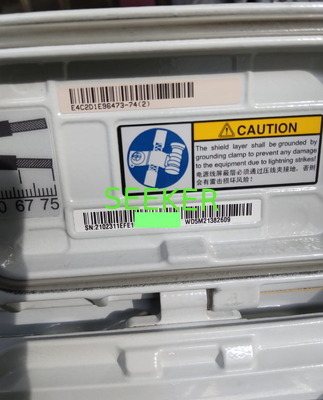 E4C2D1E96473-74(2)
CAUTION
The shield layer shall be grounded by
grounding clamp to prevent any damage
to the equipment due to lightning strikes!
电源线屏蔽层必须通过压线夹接地，否则
会有雷击损坏风险！
67 75
SEEKER
SN:2102311EFE
WD5M21382609